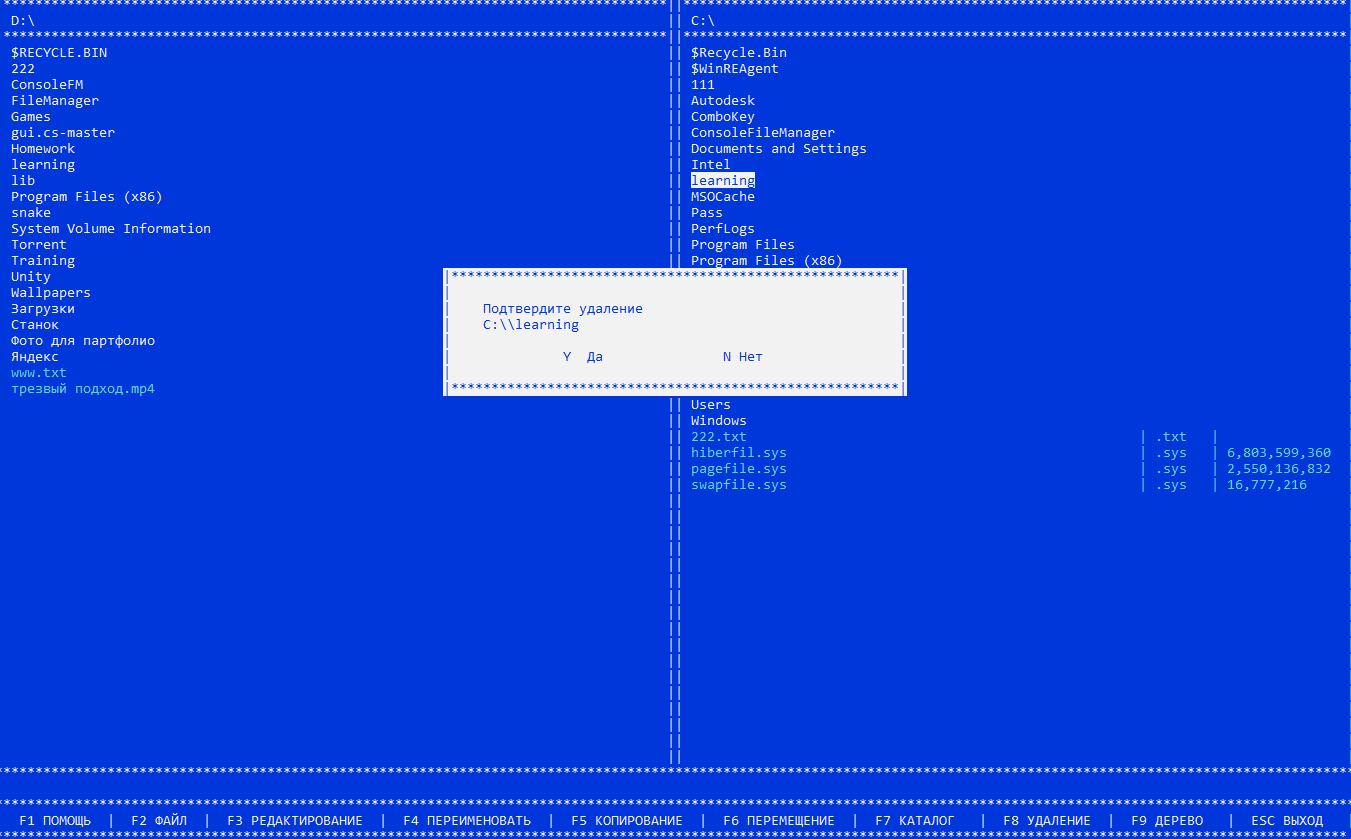 D:\
$RECYCLE.BIN
222
ConsoleFM
FileManager
Games
gui.cs-master
Homework
learning
lib
Program Files (x86)
snake
System Volume Information
Torrent
Training
Unity
Wallpapers
Загрузки
Станок
Фото для партфолио
Яндекс
www.txt
трезвый подход.mp4
C:\
$Recycle.Bin
$WinREAgent
111
Autodesk
ComboKey
ConsoleFileManager
Documents and Settings
Intel
learning
MSOCache
Pass
PerfLogs
Program Files
Program Files (x86)
Users
Windows
222.txt | .txt |
hiberfil.sys | .sys | 6,803,599,360
pagefile.sys | .sys | 2,550,136,832
swapfile.sys | .sys | 16,777,216
Подтвердите удаление
C:\\learning
Y Да N Нет
F1 ПОМОЩЬ | F2 ФАЙЛ | F3 РЕДАКТИРОВАНИЕ | F4 ПЕРЕИМЕНОВАТЬ | F5 КОПИРОВАНИЕ | F6 ПЕРЕМЕЩЕНИЕ | F7 КАТАЛОГ | F8 УДАЛЕНИЕ | F9 ДЕРЕВО | ESC ВЫХОД